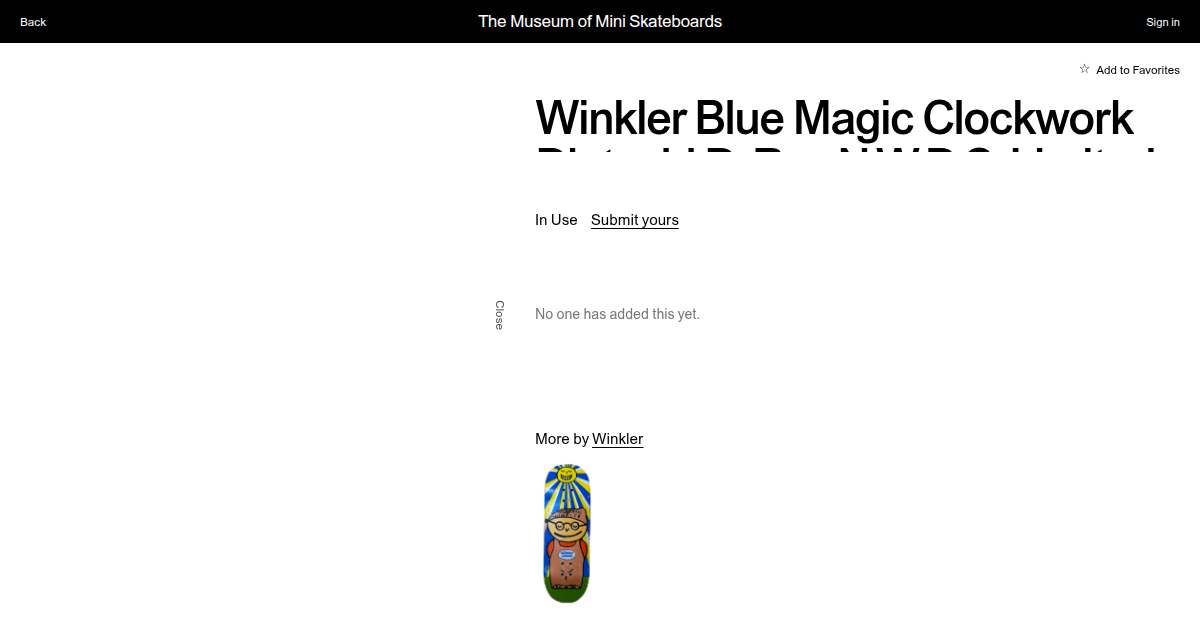 Back
The Museum of Mini Skateboards
Sign in
☆ Add to Favorites
Winkler Blue Magic Clockwork
In Use Submit yours
Close
No one has added this yet.
More by Winkler